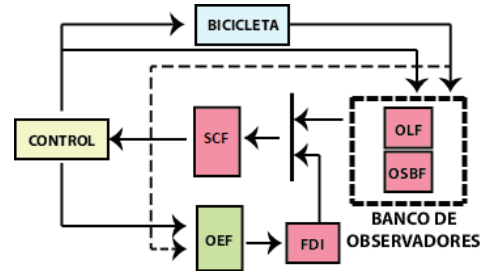 BICICLETA
CONTROL
SCF
OLF
OSBF
BANCO DE
OBSERVADORES
OEF
FDI